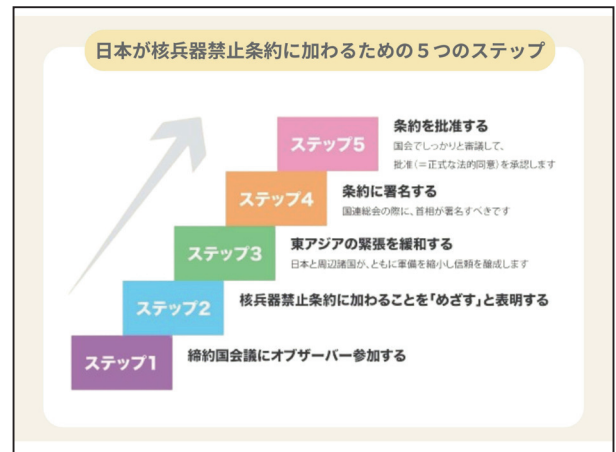 日本が核兵器禁止条約に加わるための5つのステップ
ステップ5
条約を批准する
国会でしっかりと審議して、
批准(=正式な法的同意)を承認します
ステップ4
条約に署名する
国連総会の際に、首相が署名すべきです
ステップ3
東アジアの緊張を緩和する
日本と周辺諸国が、ともに軍備を縮小し信頼を醸成します
ステップ2
核兵器禁止条約に加わることを「めざす」と表明する
ステップ1
締約国会議にオブザーバー参加する